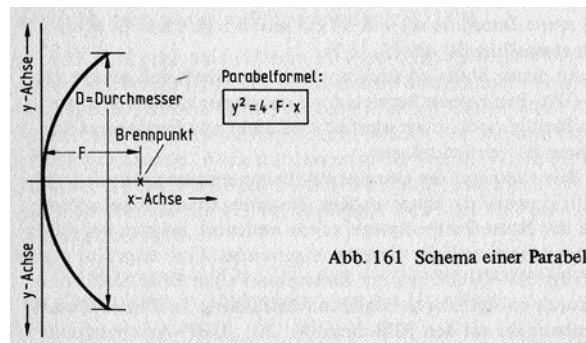 y-Achse
D=Durchmesser
Parabelformel:
y²=4·F·x
Brennpunkt
F
x
x-Achse
y-Achse
Abb. 161 Schema einer Parabel